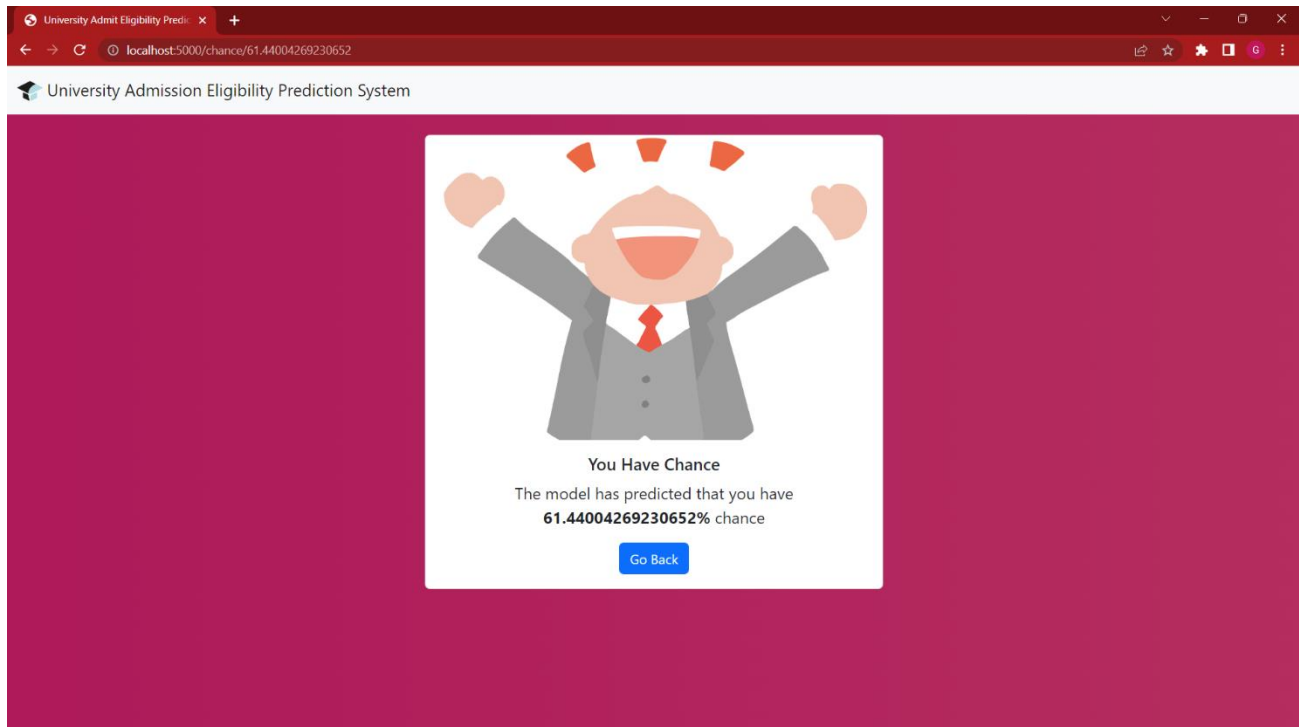 University Admit Eligibility Predic
localhost:5000/chance/61.44004269230652
G
University Admission Eligibility Prediction System
You Have Chance
The model has predicted that you have
61.44004269230652% chance
Go Back